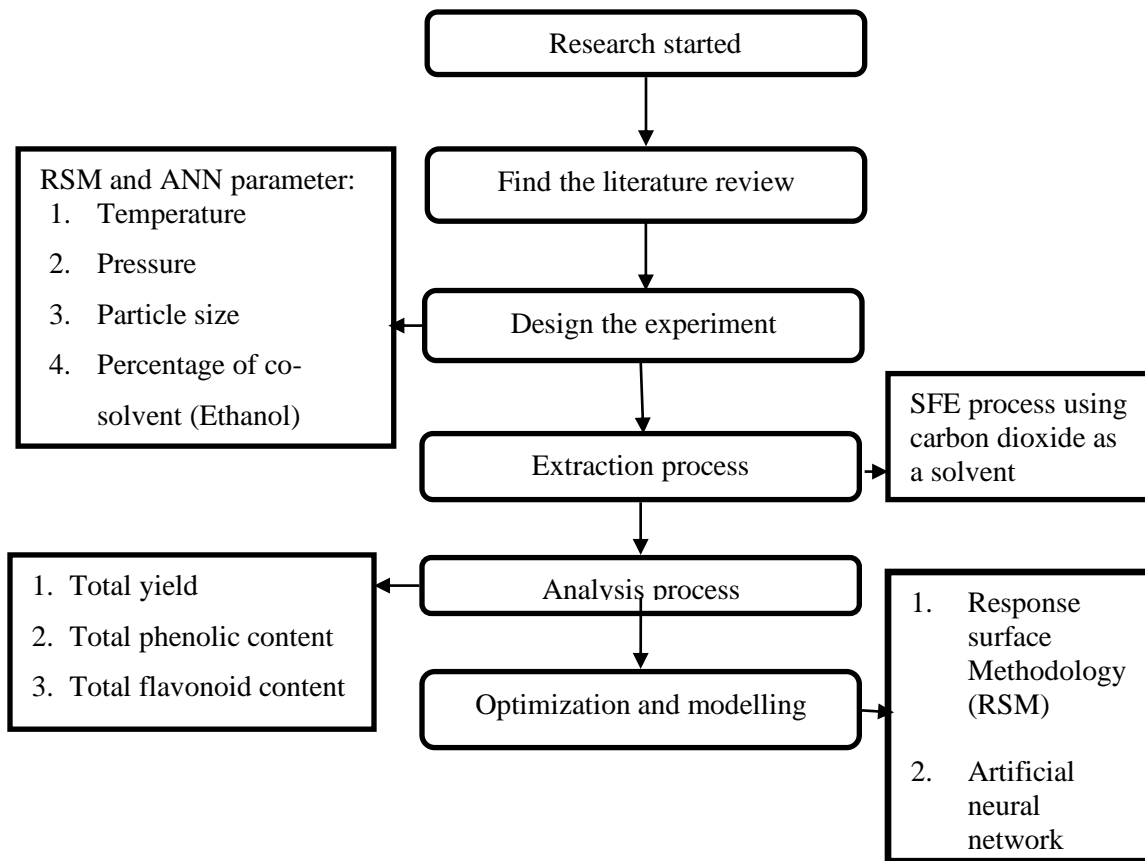 Research started
Find the literature review
RSM and ANN parameter:
1. Temperature
2. Pressure
3. Particle size
4. Percentage of co-
solvent (Ethanol)
Design the experiment
SFE process using
carbon dioxide as
a solvent
Extraction process
1. Total yield
2. Total phenolic content
3. Total flavonoid content
Analysis process
1. Response
surface
Methodology
(RSM)
2. Artificial
neural
network
Optimization and modelling